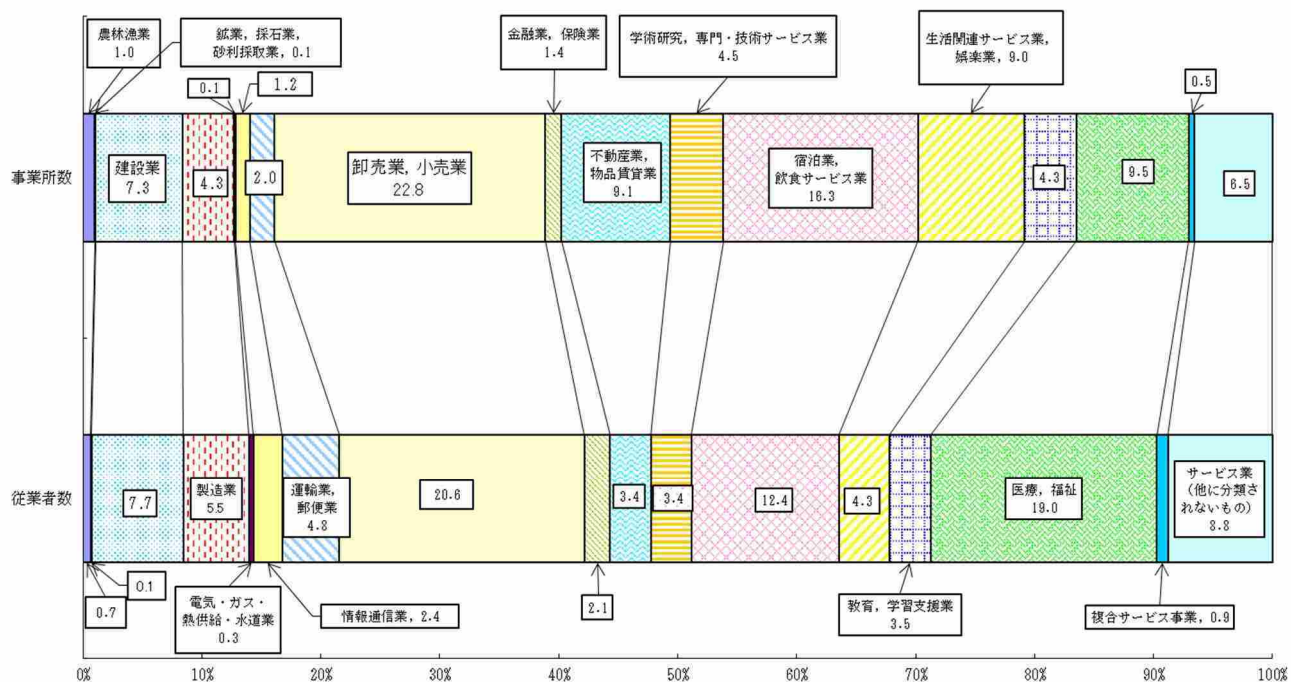 農林漁業
1.0
鉱業，採石業，
砂利採取業，0.1
0.1
1.2
金融業，保険業
1.4
学術研究，専門・技術サービス業
4.5
生活関連サービス業，
娯楽業，9.0
0.5
事業所数
建設業
7.3
4.3
2.0
卸売業，小売業
22.8
不動産業，
物品賃貸業
9.1
宿泊業，
飲食サービス業
16.3
4.3
9.5
6.5
従業者数
7.7
製造業
5.5
運輸業，
郵便業
4.8
20.6
3.4
3.4
12.4
4.3
医療，福祉
19.0
サービス業
（他に分類さ
れないもの）
8.8
0.7
0.1
電気・ガス・
熱供給・水道業
0.3
情報通信業，2.4
2.1
教育，学習支援業
3.5
複合サービス事業，0.9
0%
10%
20%
30%
40%
50%
60%
70%
80%
90%
100%